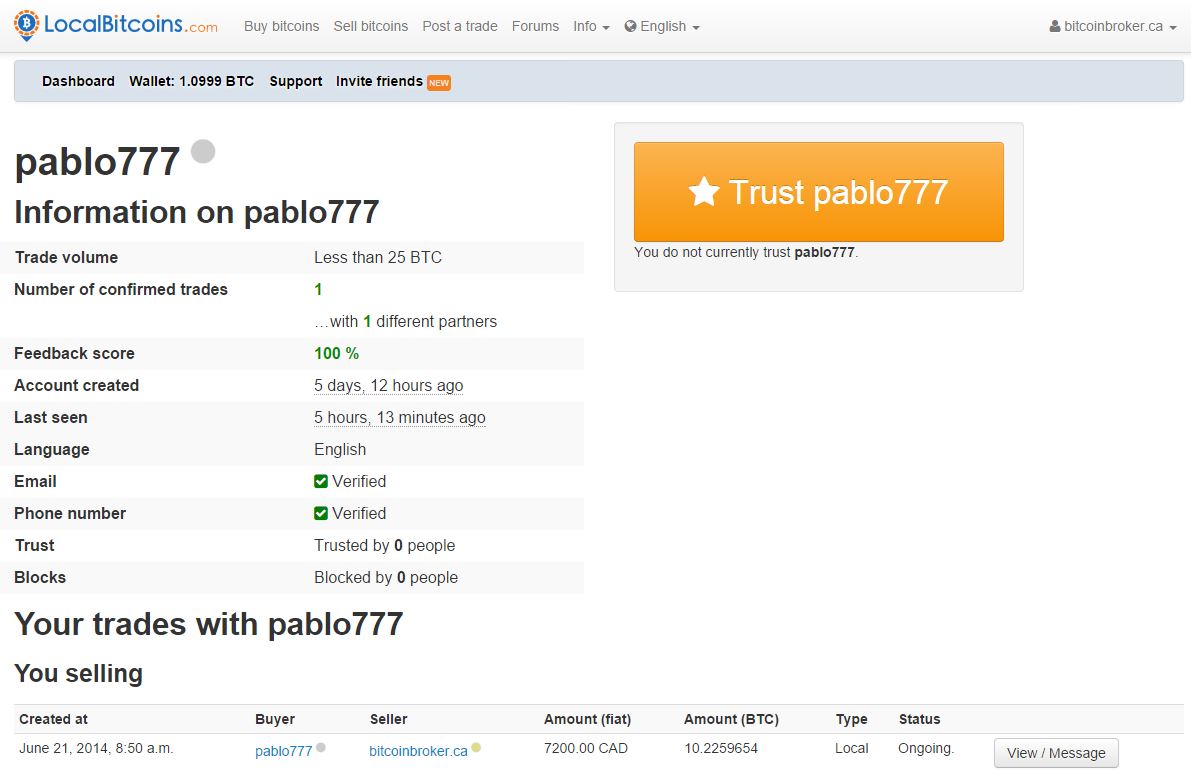 LocalBitcoins.com Buy bitcoins Sell bitcoins Post a trade Forums Info English bitcoinbroker.ca
Dashboard Wallet: 1.0999 BTC Support Invite friends NEW
pablo777
Information on pablo777
Trade volume Less than 25 BTC
Number of confirmed trades 1
…with 1 different partners
Feedback score 100 %
Account created 5 days, 12 hours ago
Last seen 5 hours, 13 minutes ago
Language English
Email Verified
Phone number Verified
Trust Trusted by 0 people
Blocks Blocked by 0 people
Trust pablo777
You do not currently trust pablo777.
Your trades with pablo777
You selling
Created at Buyer Seller Amount (fiat) Amount (BTC) Type Status
June 21, 2014, 8:50 a.m. pablo777 bitcoinbroker.ca 7200.00 CAD 10.2259654 Local Ongoing. View / Message